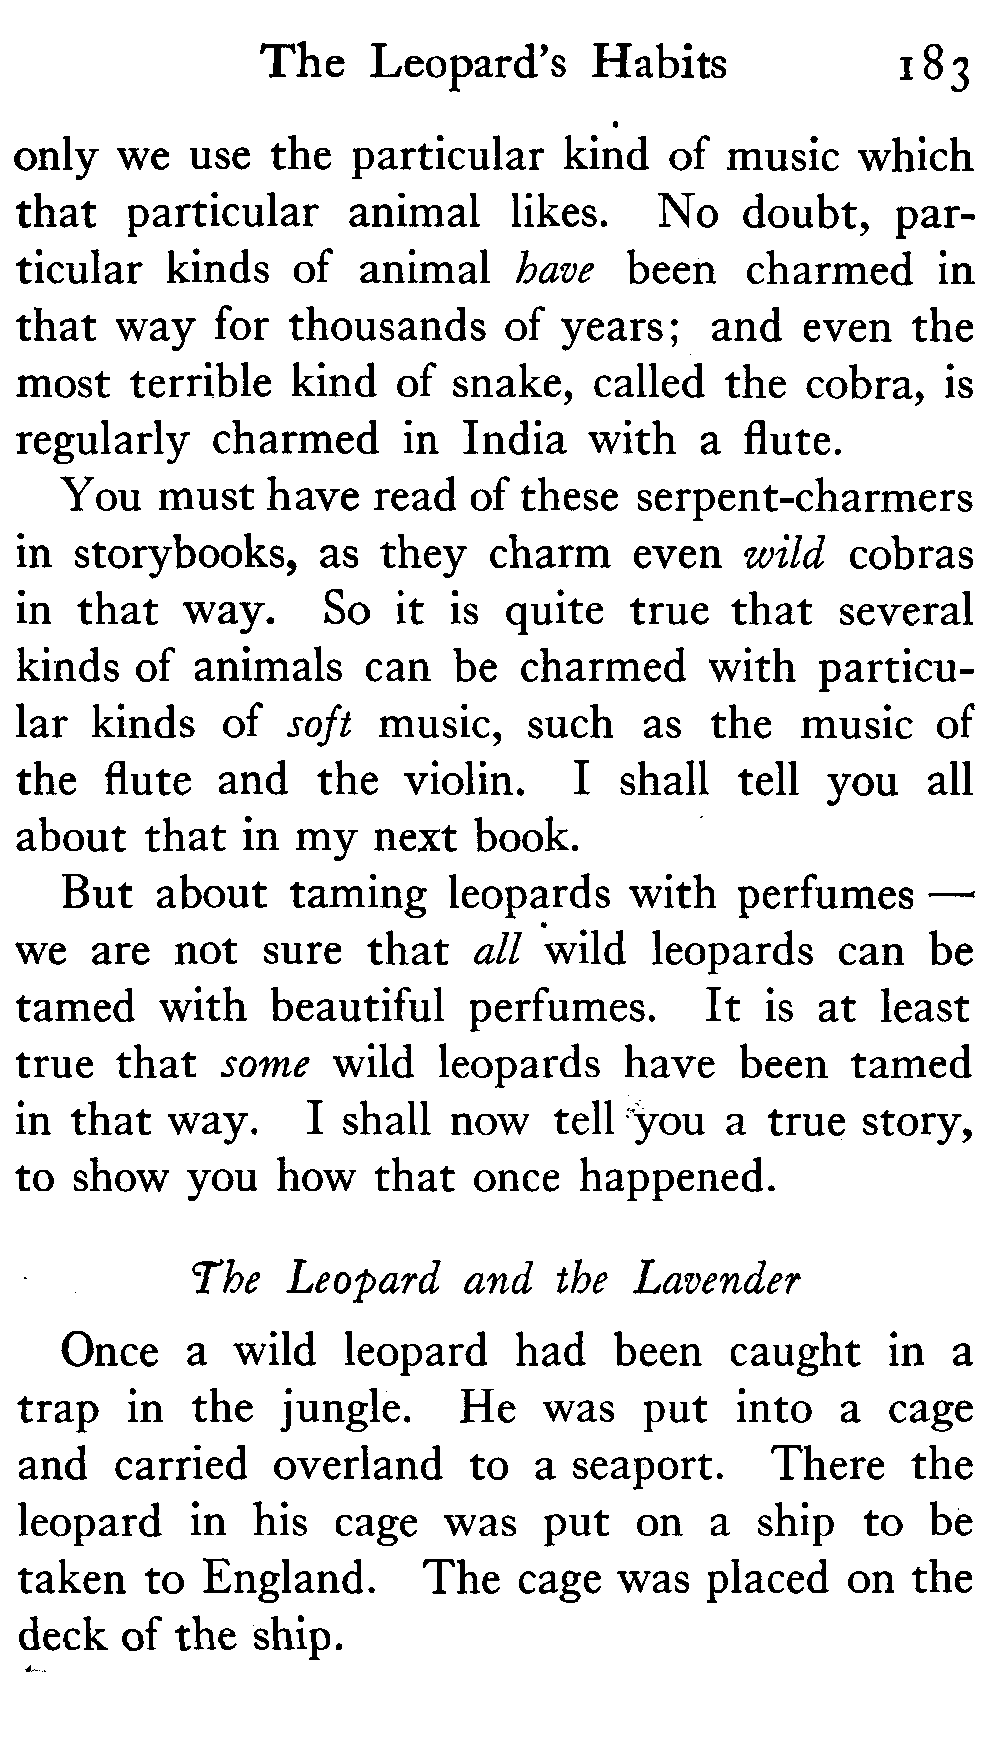 The Leopard's Habits 183
only we use the particular kind of music which
that particular animal likes. No doubt, par-
ticular kinds of animal have been charmed in
that way for thousands of years; and even the
most terrible kind of snake, called the cobra, is
regularly charmed in India with a flute.
You must have read of these serpent-charmers
in storybooks, as they charm even wild cobras
in that way. So it is quite true that several
kinds of animals can be charmed with particu-
lar kinds of soft music, such as the music of
the flute and the violin. I shall tell you all
about that in my next book.
But about taming leopards with perfumes —
we are not sure that all wild leopards can be
tamed with beautiful perfumes. It is at least
true that some wild leopards have been tamed
in that way. I shall now tell you a true story,
to show you how that once happened.
The Leopard and the Lavender
Once a wild leopard had been caught in a
trap in the jungle. He was put into a cage
and carried overland to a seaport. There the
leopard in his cage was put on a ship to be
taken to England. The cage was placed on the
deck of the ship.